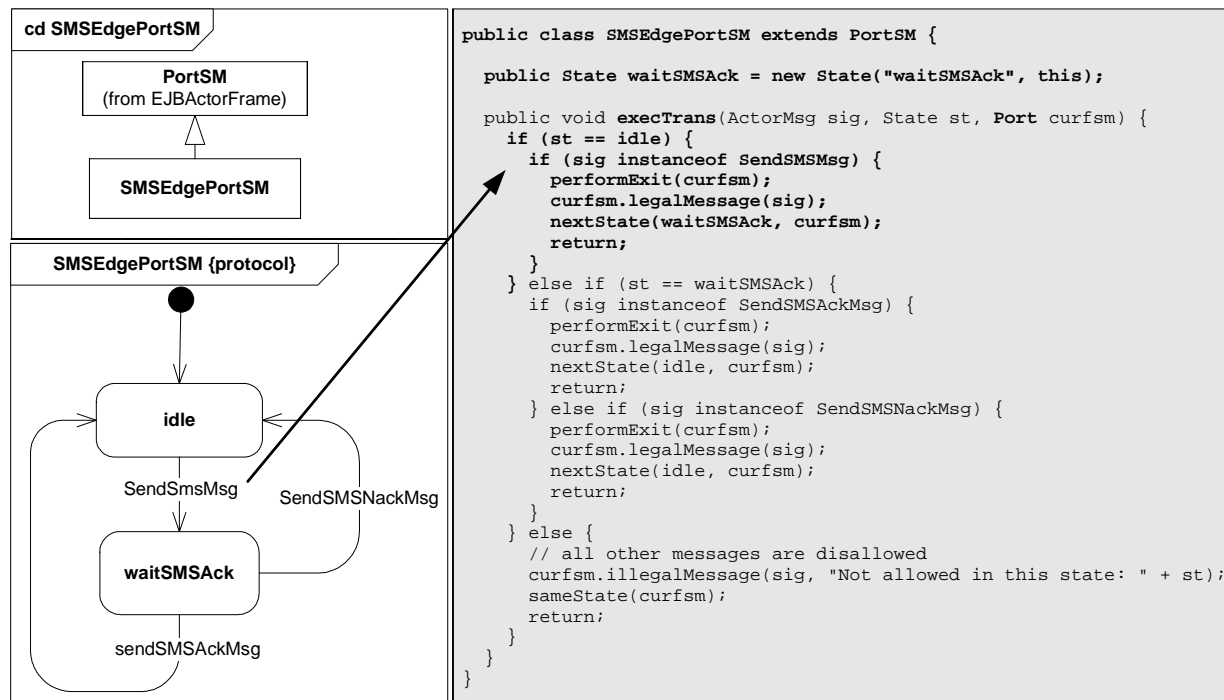 cd SMSEdgePortSM
PortSM
(from EJBActorFrame)
SMSEdgePortSM
SMSEdgePortSM {protocol}
idle
SendSmsMsg
SendSMSNackMsg
waitSMSAck
sendSMSAckMsg
public class SMSEdgePortSM extends PortSM {
public State waitSMSAck = new State("waitSMSAck", this);
public void execTrans(ActorMsg sig, State st, Port curfsm) {
if (st == idle) {
if (sig instanceof SendSMSMsg) {
performExit(curfsm);
curfsm.legalMessage(sig);
nextState(waitSMSAck, curfsm);
return;
}
} else if (st == waitSMSAck) {
if (sig instanceof SendSMSAckMsg) {
performExit(curfsm);
curfsm.legalMessage(sig);
nextState(idle, curfsm);
return;
} else if (sig instanceof SendSMSNackMsg) {
performExit(curfsm);
curfsm.legalMessage(sig);
nextState(idle, curfsm);
return;
}
} else {
// all other messages are disallowed
curfsm.illegalMessage(sig, "Not allowed in this state: " + st);
sameState(curfsm);
return;
}
}
}